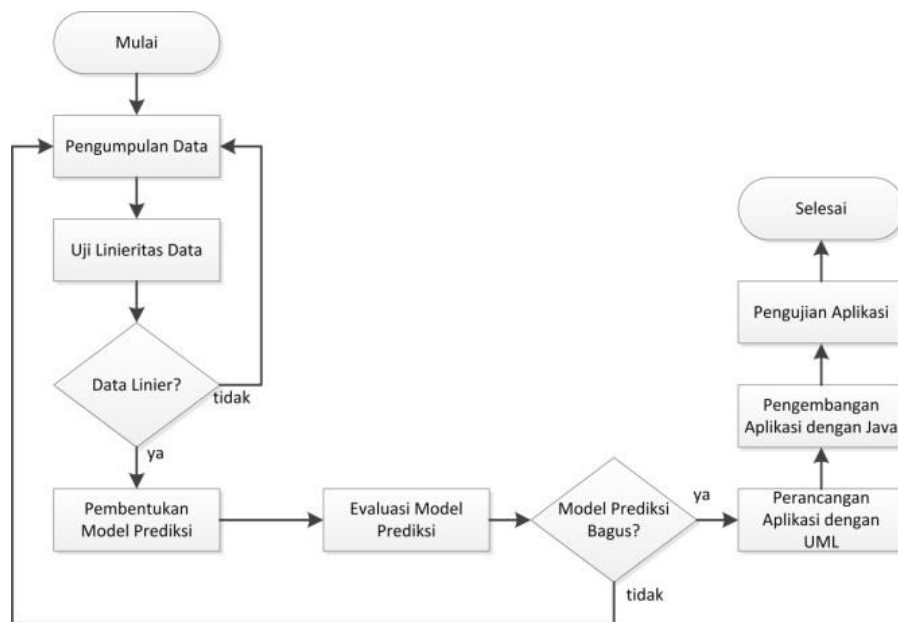 Mulai
Pengumpulan Data
Uji Linieritas Data
Data Linier?
tidak
ya
Pembentukan
Model Prediksi
Evaluasi Model
Prediksi
Model Prediksi
Bagus?
ya
tidak
Perancangan
Aplikasi dengan
UML
Pengembangan
Aplikasi dengan Java
Pengujian Aplikasi
Selesai